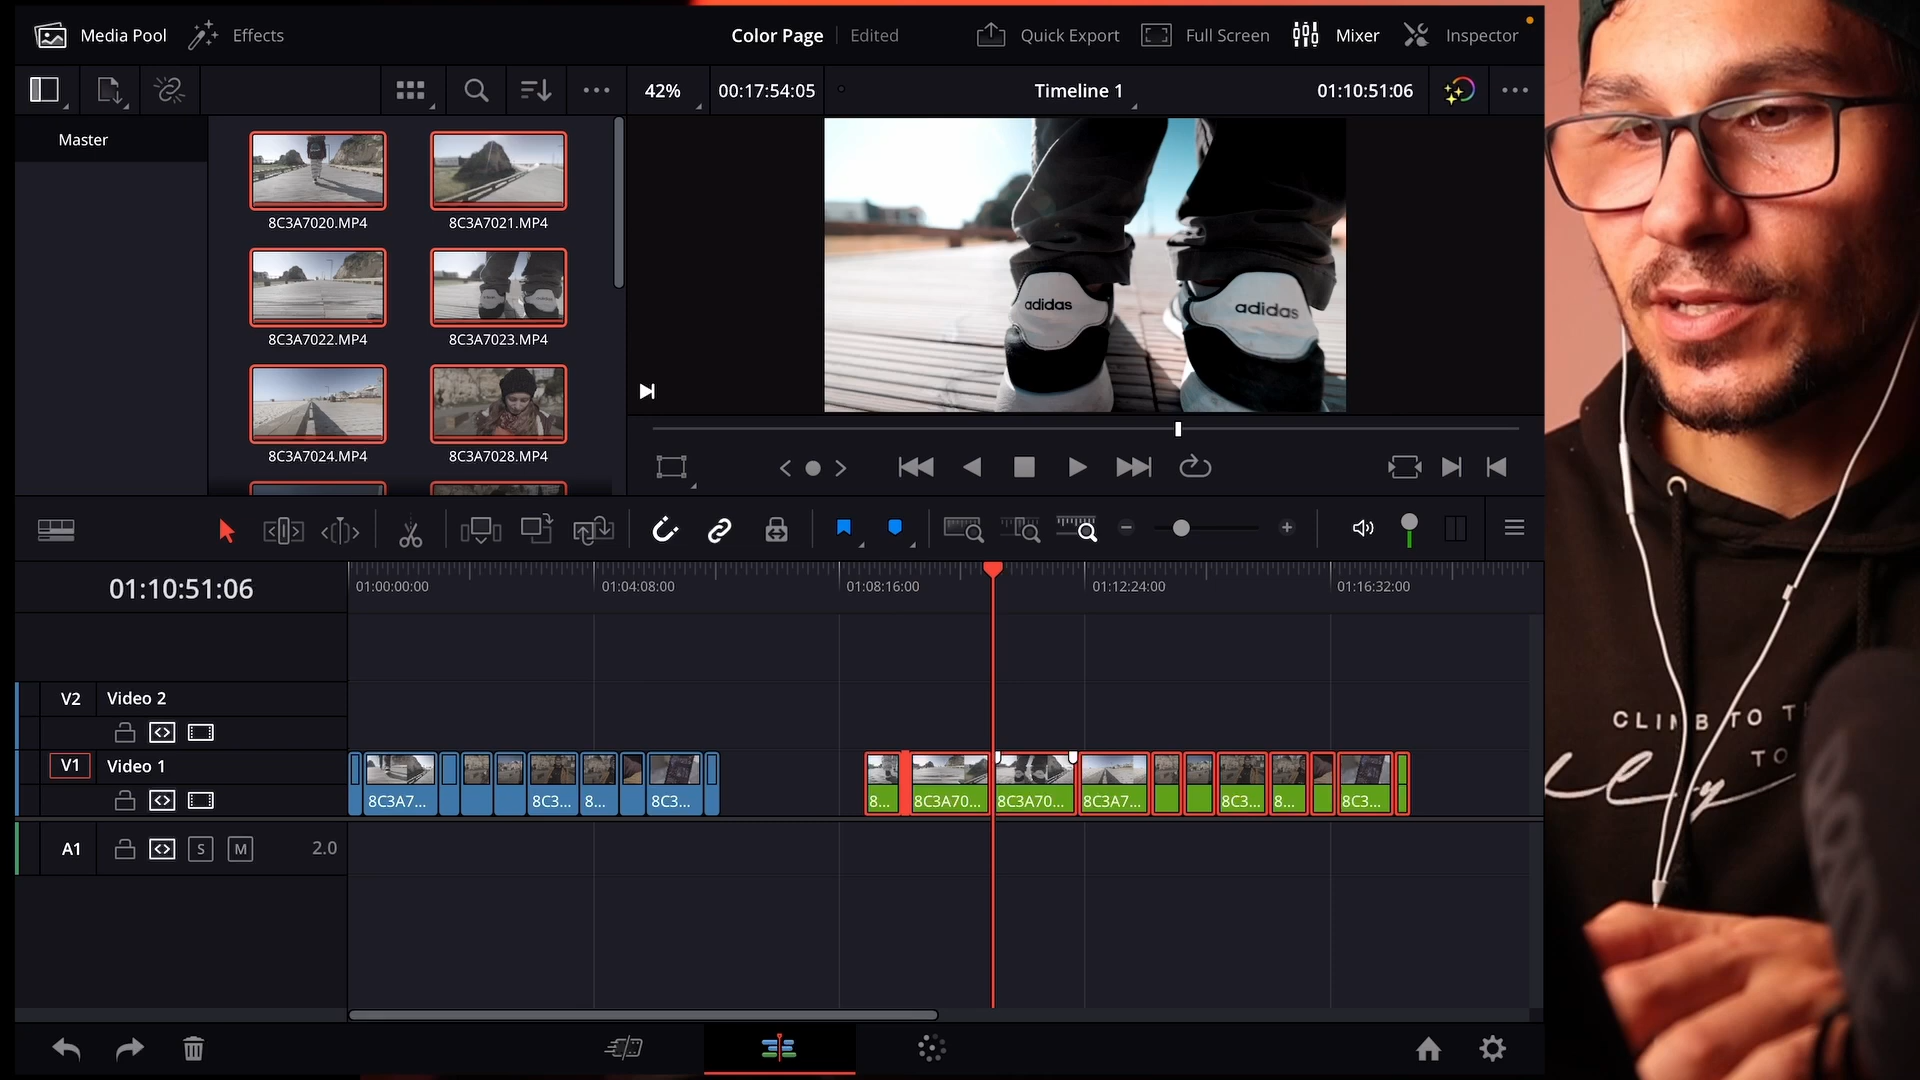 Media Pool
Effects
Color Page
Edited
Quick Export
Full Screen
Mixer
Inspector
42%
00:17:54:05
Timeline 1
01:10:51:06
Master
8C3A7020.MP4
8C3A7021.MP4
8C3A7022.MP4
8C3A7023.MP4
8C3A7024.MP4
8C3A7028.MP4
adidas
adidas
01:10:51:06
01:00:00:00
01:04:08:00
01:08:16:00
01:12:24:00
01:16:32:00
V2
Video 2
V1
Video 1
8C3A7...
8C3...
8...
8C3...
8...
8C3A70...
8C3A70...
8C3A7...
8C3...
8...
8C3...
A1
S
M
2.0
CLIMB TO
TO